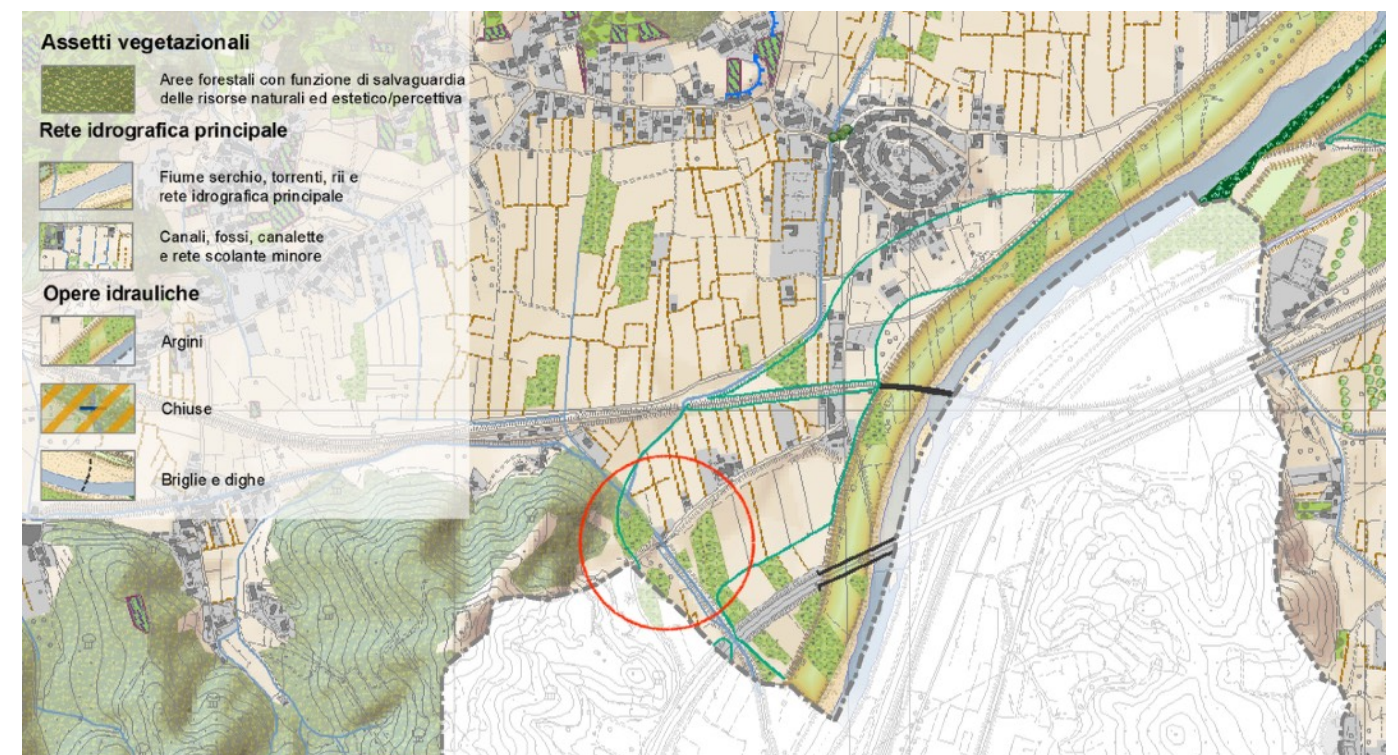 Assetti vegetazionali
Aree forestali con funzione di salvaguardia
delle risorse naturali ed estetico/percettiva
Rete idrografica principale
Fiume serchio, torrenti, rii e
rete idrografica principale
Canali, fossi, canalette
e rete scolante minore
Opere idrauliche
Argini
Chiuse
Briglie e dighe